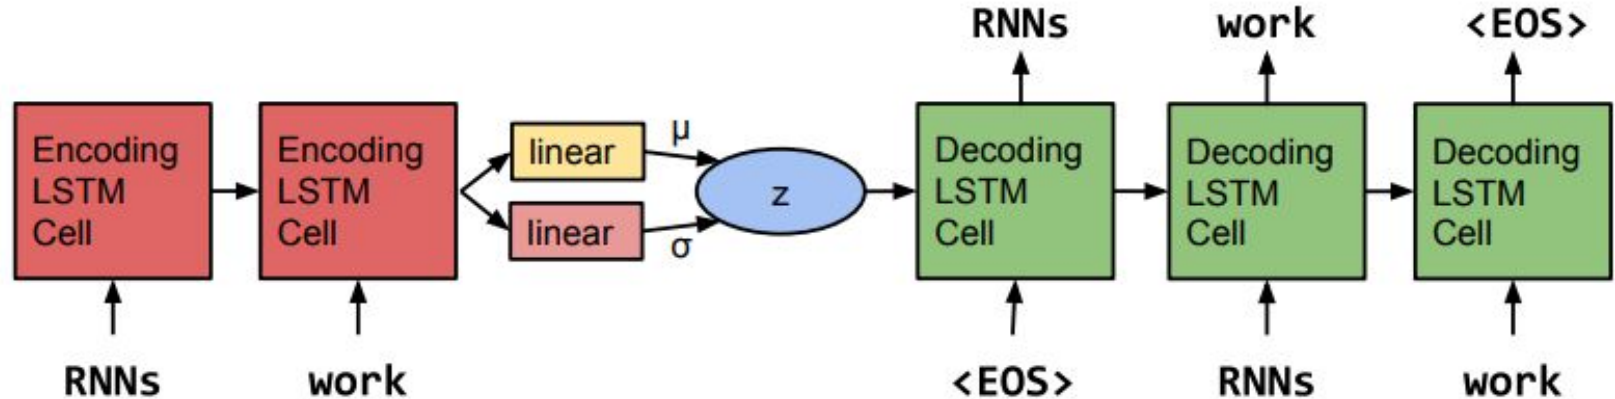 RNNs work <EOS>
Encoding
LSTM
Cell
Encoding
LSTM
Cell
linear
linear
μ
σ
z
Decoding
LSTM
Cell
Decoding
LSTM
Cell
Decoding
LSTM
Cell
RNNs work <EOS> RNNs work